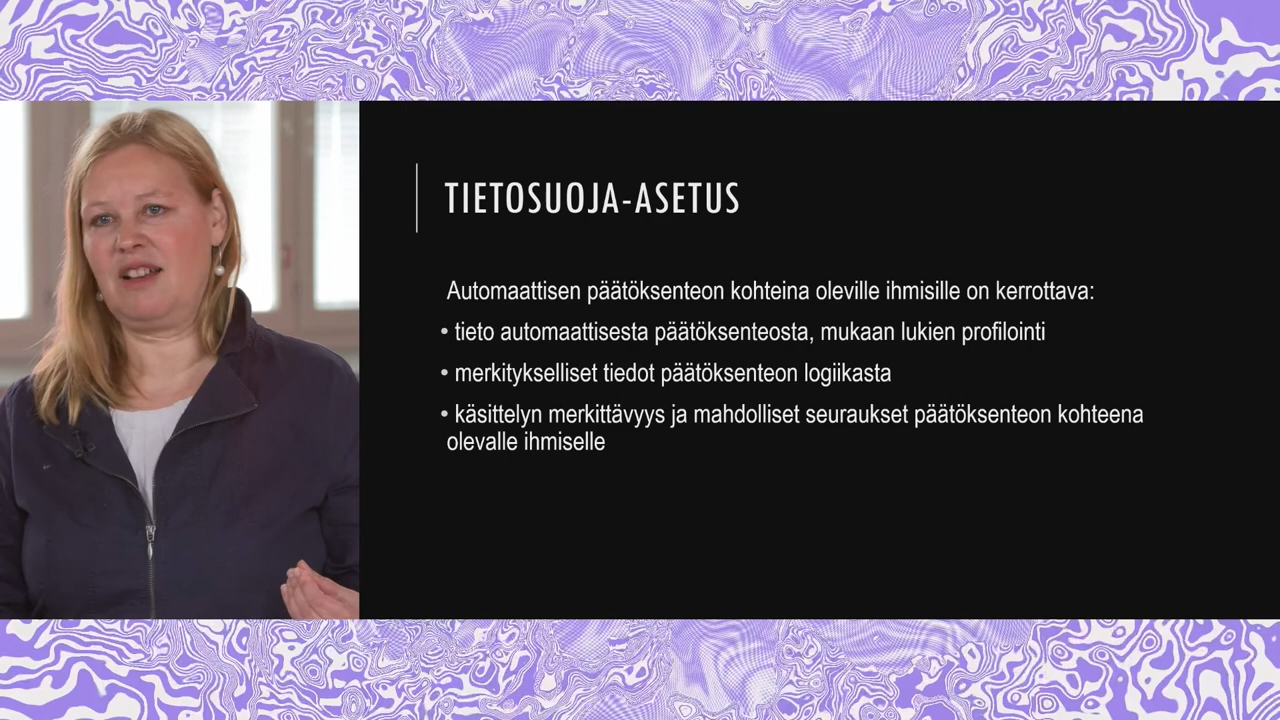 TIETOSUOJA-ASETUS
Automaattisen päätöksenteon kohteina oleville ihmisille on kerrottava:
• tieto automaattisesta päätöksenteosta, mukaan lukien profilointi
• merkitykselliset tiedot päätöksenteon logiikasta
• käsittelyn merkittävyys ja mahdolliset seuraukset päätöksenteon kohteena
olevalle ihmiselle